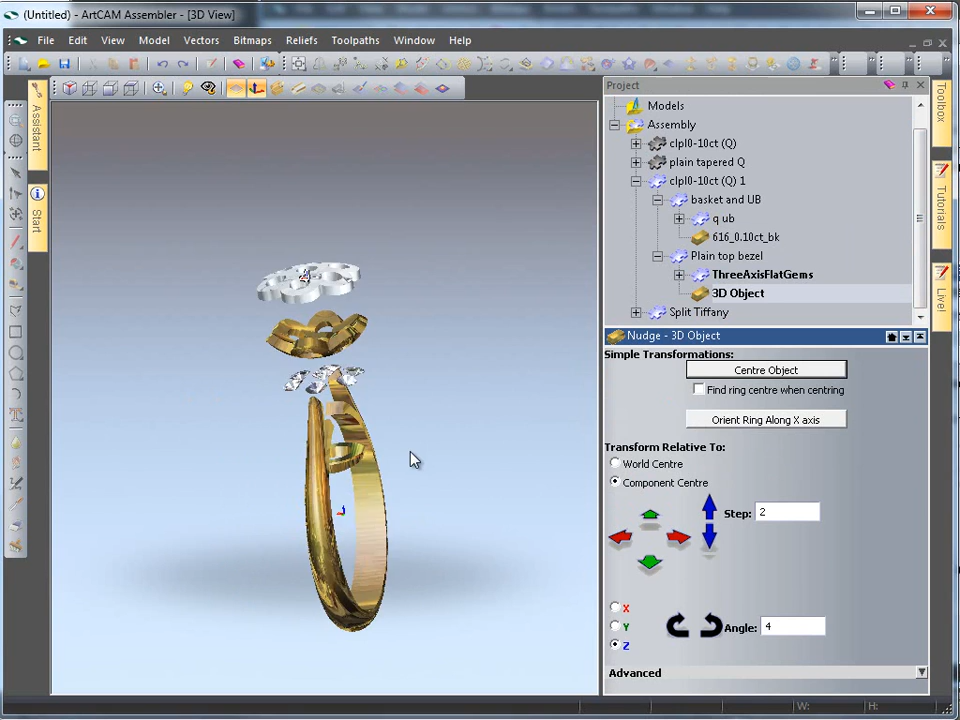 (Untitled) - ArtCAM Assembler - [3D View]
File Edit View Model Vectors Bitmaps Reliefs Toolpaths Window Help
Assistant
Start
Project
Models
Assembly
clpl0-10ct (Q)
plain tapered Q
clpl0-10ct (Q) 1
basket and UB
q ub
616_0.10ct_bk
Plain top bezel
ThreeAxisFlatGems
3D Object
Split Tiffany
Toolbox
Tutorials
Live!
Nudge - 3D Object
Simple Transformations:
Centre Object
Find ring centre when centring
Orient Ring Along X axis
Transform Relative To:
World Centre
Component Centre
Step: 2
X
Y
Z
Angle: 4
Advanced
W: H: